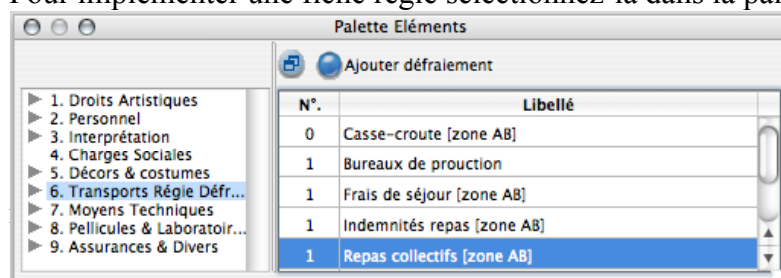 Palette Eléments
Ajouter défraiement
1. Droits Artistiques
2. Personnel
3. Interprétation
4. Charges Sociales
5. Décors & costumes
6. Transports Régie Défr...
7. Moyens Techniques
8. Pellicules & Laboratoir...
9. Assurances & Divers
N°. Libellé
0 Casse-croute [zone AB]
1 Bureaux de prouction
1 Frais de séjour [zone AB]
1 Indemnités repas [zone AB]
1 Repas collectifs [zone AB]